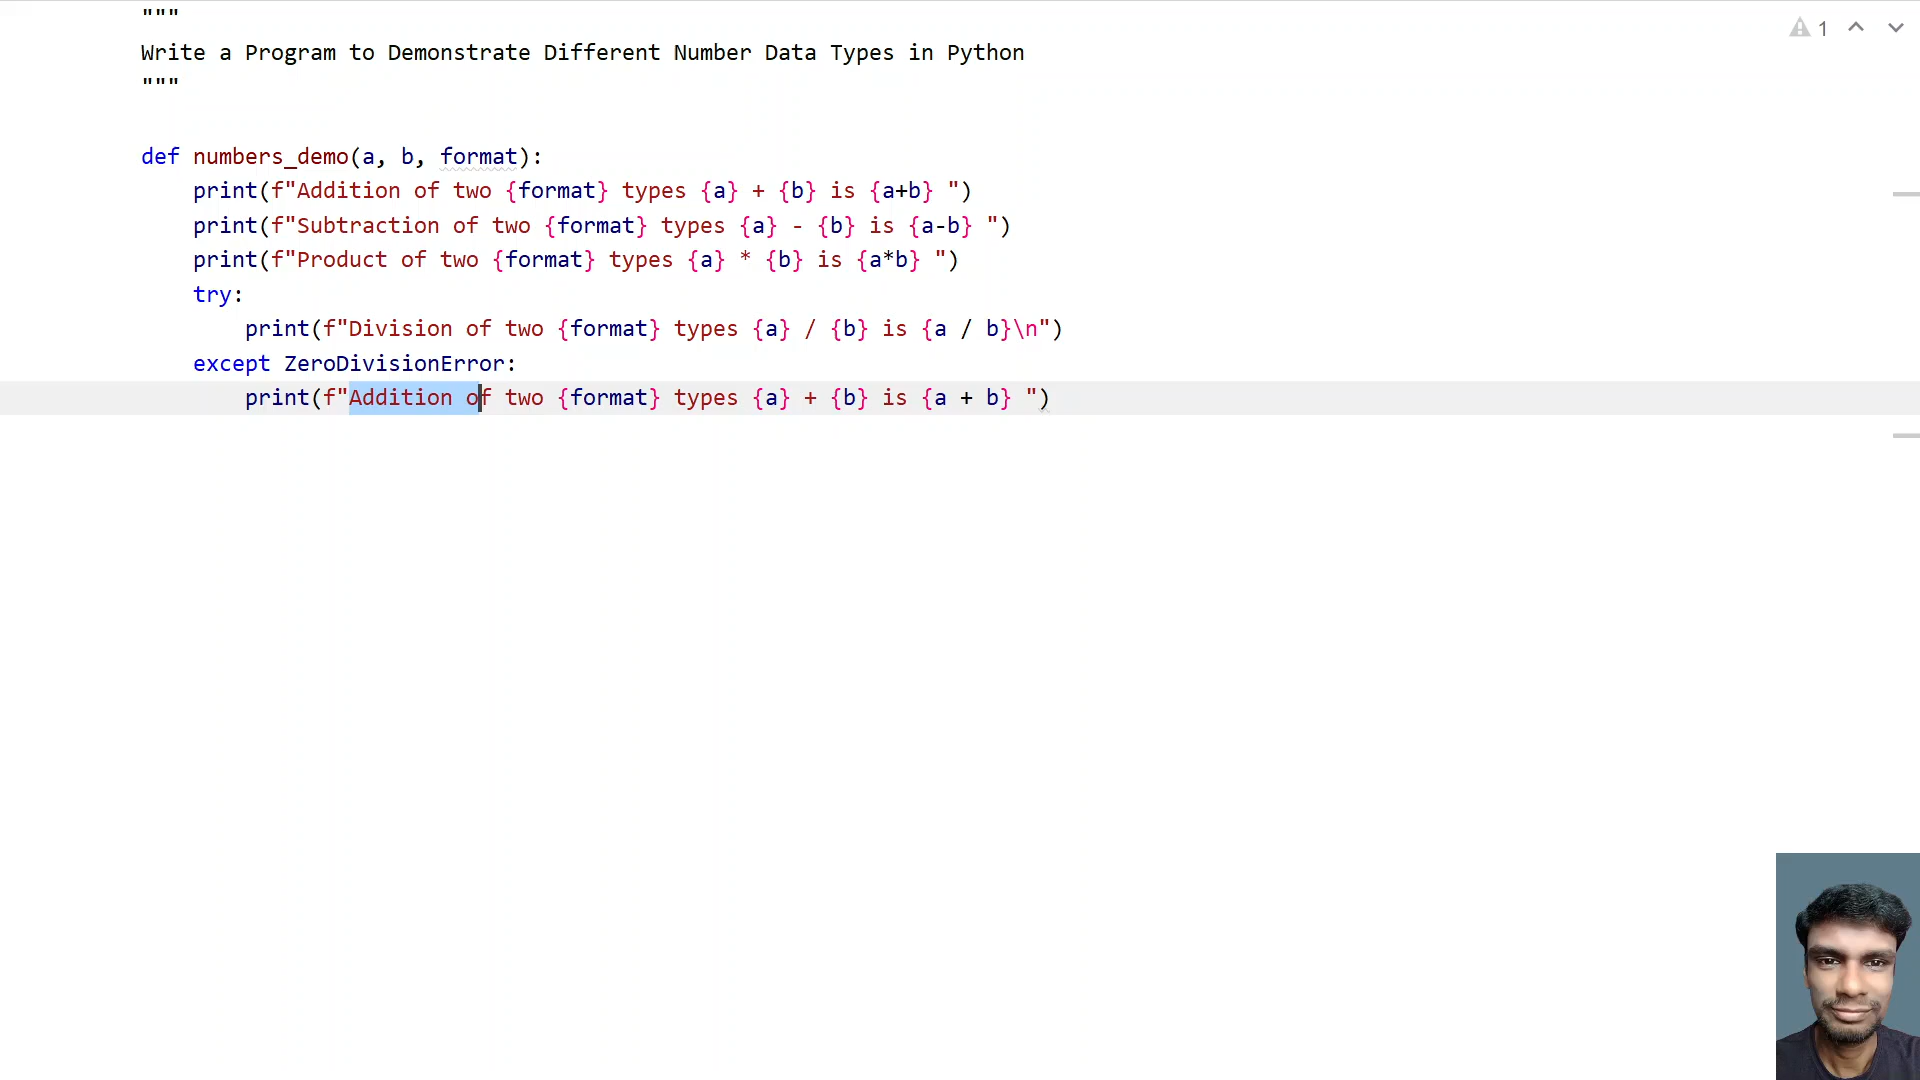 """
Write a Program to Demonstrate Different Number Data Types in Python
"""
def numbers_demo(a, b, format):
    print(f"Addition of two {format} types {a} + {b} is {a+b} ")
    print(f"Subtraction of two {format} types {a} - {b} is {a-b} ")
    print(f"Product of two {format} types {a} * {b} is {a*b} ")
    try:
        print(f"Division of two {format} types {a} / {b} is {a / b}\n")
    except ZeroDivisionError:
        print(f"Addition of two {format} types {a} + {b} is {a + b} ")
1